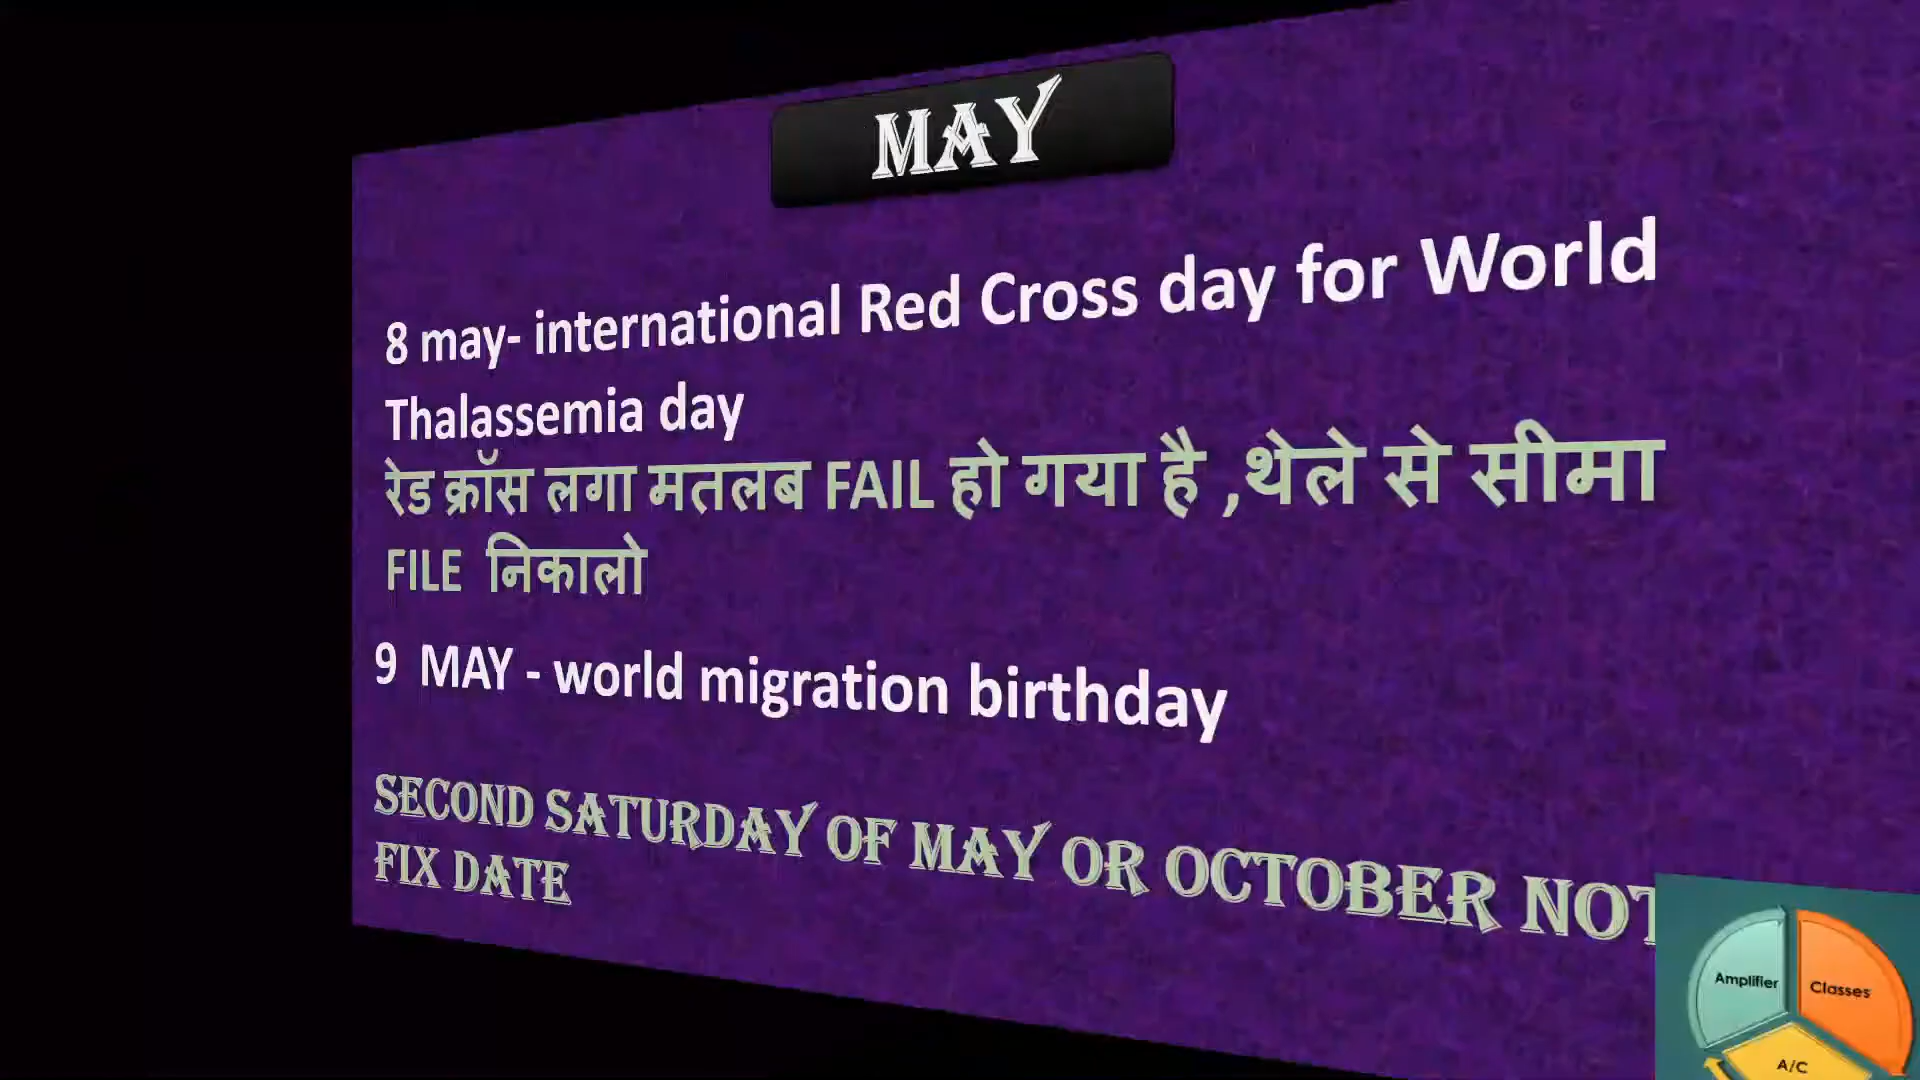 MAY
8 may- international Red Cross day for World
Thalassemia day
रेड क्रॉस लगा मतलब FAIL हो गया है ,थेले से सीमा
FILE निकालो
9 MAY - world migration birthday
SECOND SATURDAY OF MAY OR OCTOBER NOT
FIX DATE
Amplifier
Classes
A/C